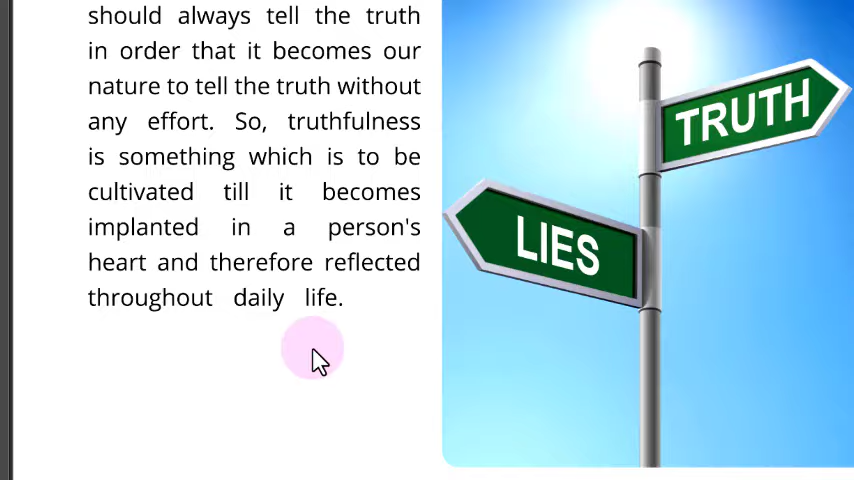 should always tell the truth
in order that it becomes our
nature to tell the truth without
any effort. So, truthfulness
is something which is to be
cultivated till it becomes
implanted in a person's
heart and therefore reflected
throughout daily life.
TRUTH
LIES